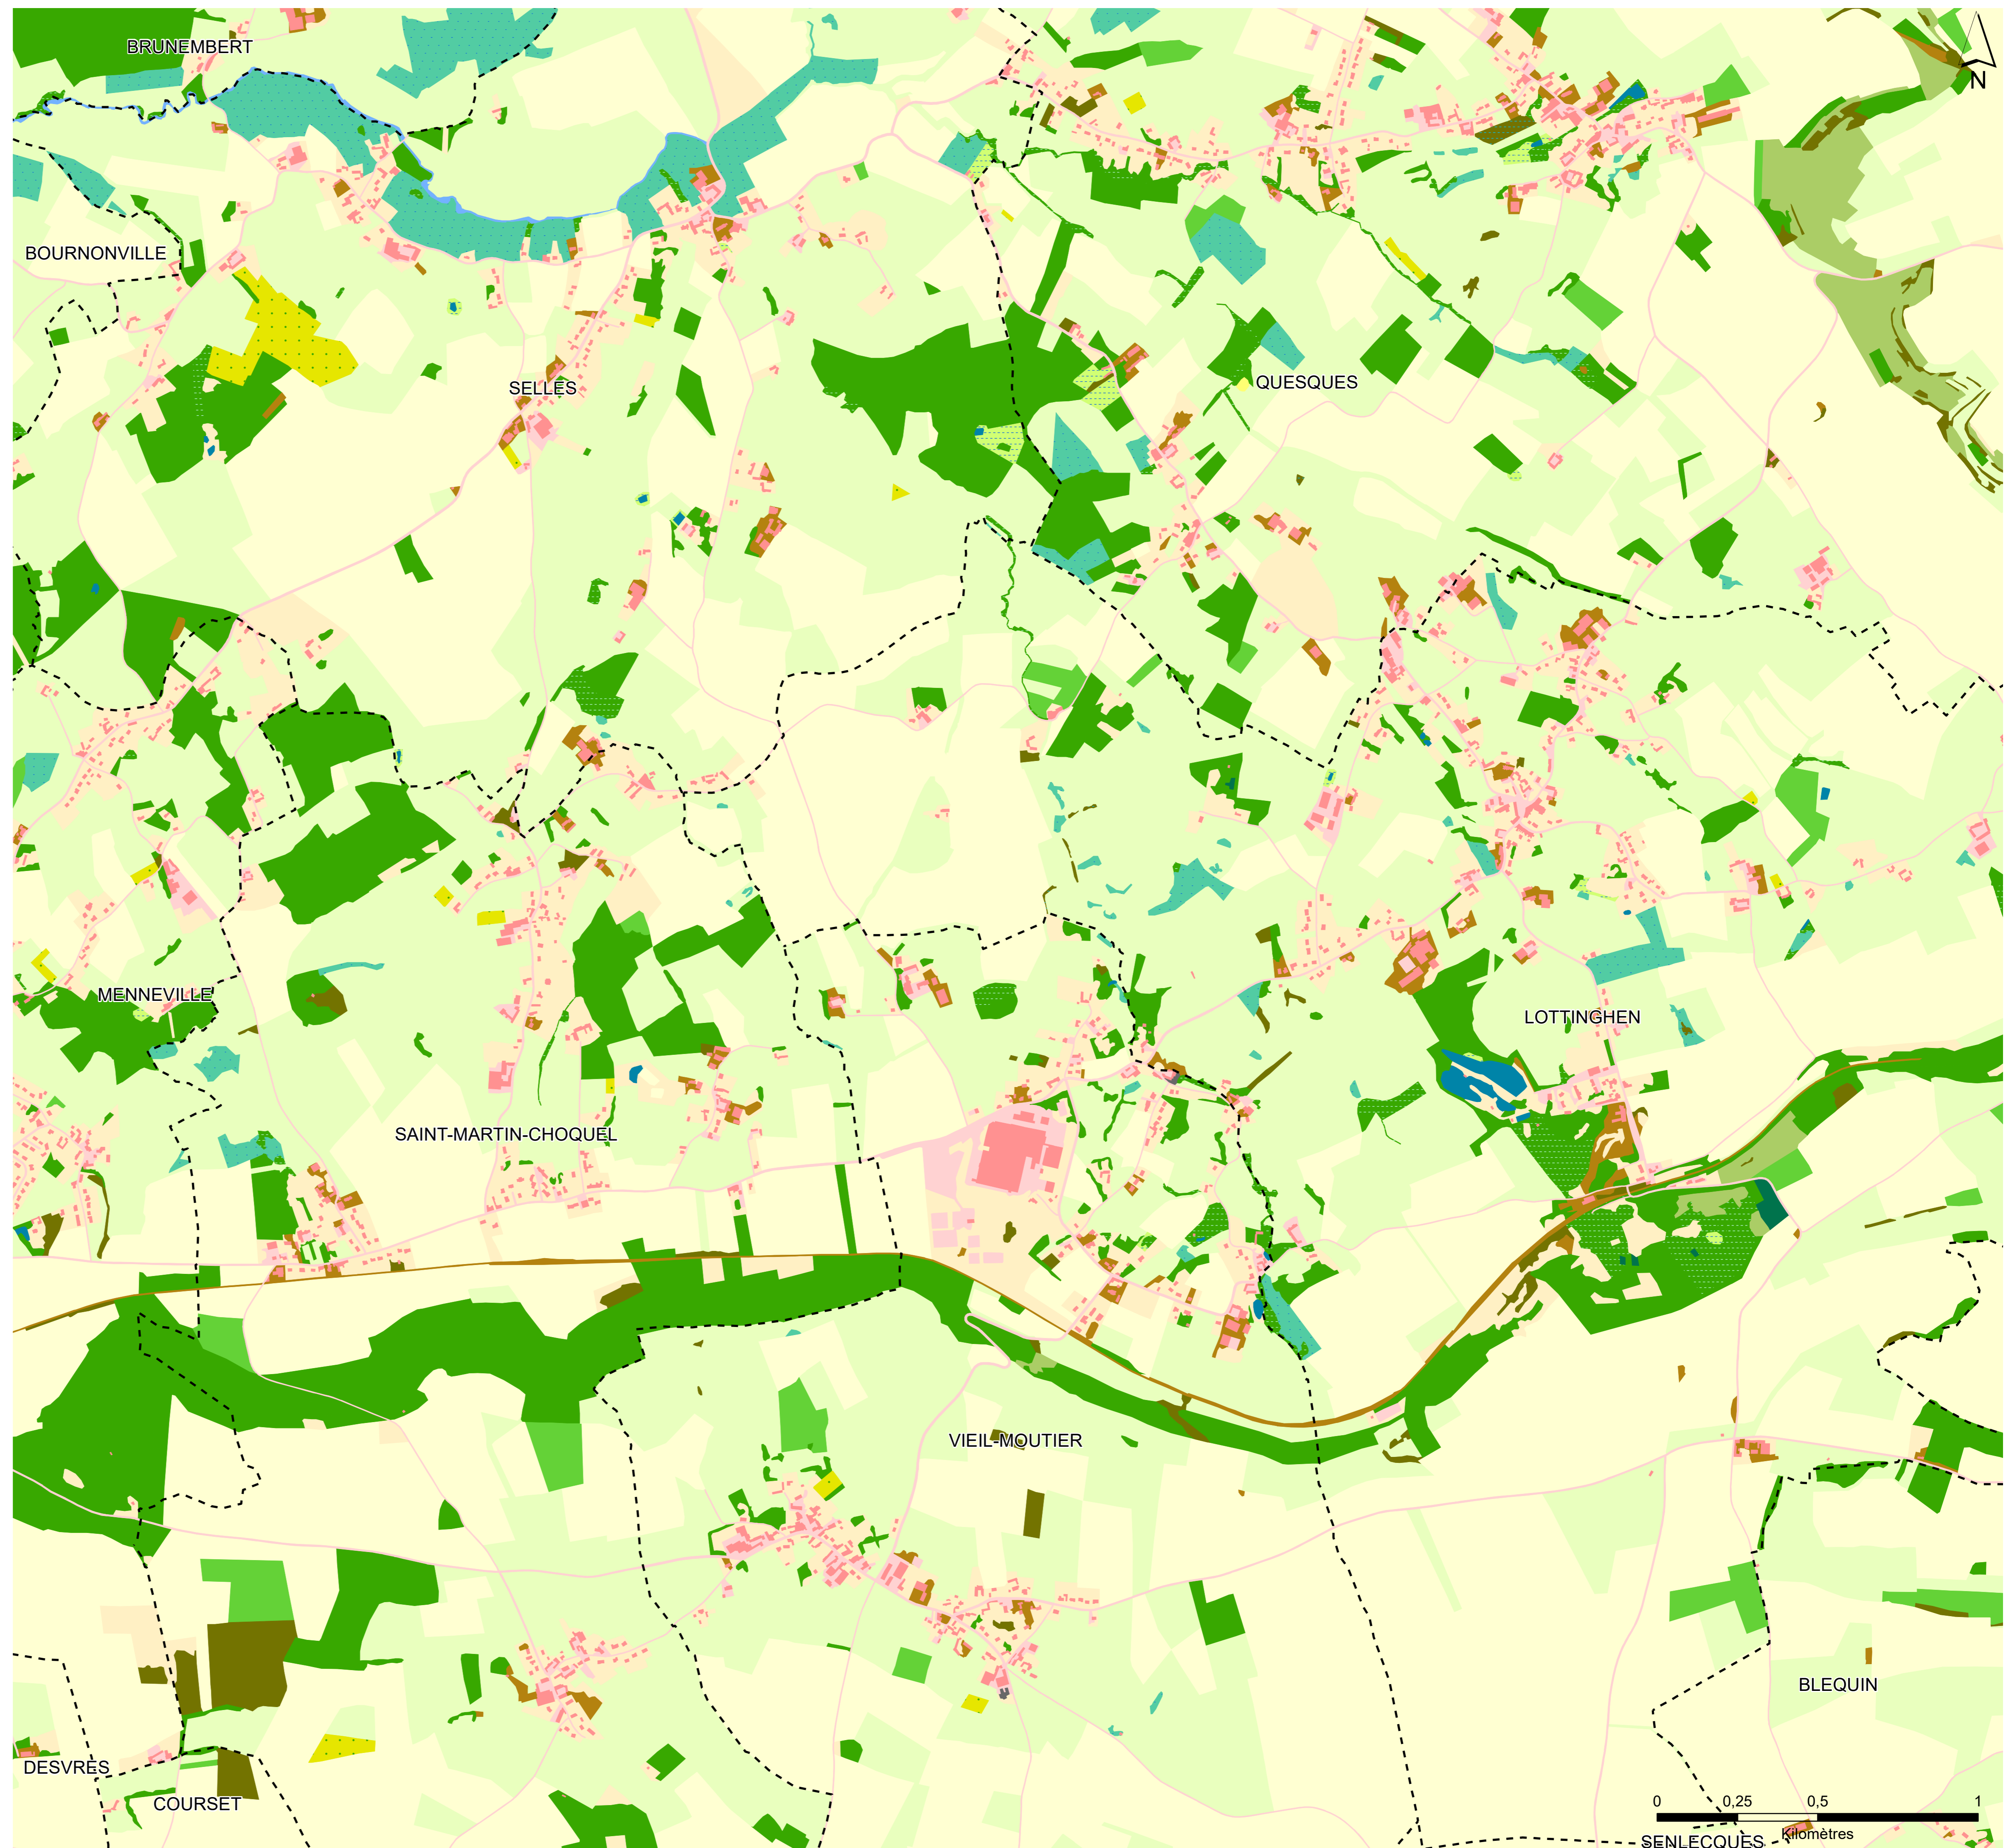 BRUNEMBERT
N
BOURNONVILLE
QUESQUES
SELLES
MENNEVILLE
LOTTINGHEN
SAINT-MARTIN-CHOQUEL
VIEIL-MOUTIER
BLEQUIN
DESVRES
COURSET
0 0,25 0,5 1
Kilomètres
SENLECQUES